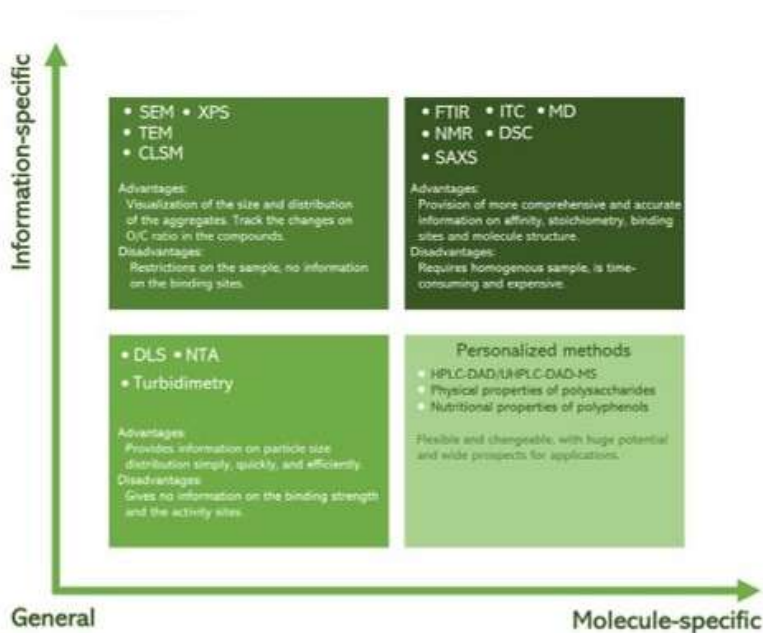 Information-specific
• SEM • XPS
• TEM
• CLSM
Advantages:
Visualization of the size and distribution
of the aggregates. Track the changes on
O/C ratio in the compounds.
Disadvantages:
Restrictions on the sample, no information
on the binding sites.
• FTIR • ITC • MD
• NMR • DSC
• SAXS
Advantages:
Provision of more comprehensive and accurate
information on affinity, stoichiometry, binding
sites and molecule structure.
Disadvantages:
Requires homogenous sample, is time-
consuming and expensive.
• DLS • NTA
• Turbidimetry
Advantages:
Provides information on particle size
distribution simply, quickly, and efficiently.
Disadvantages:
Gives no information on the binding strength
and the activity sites.
Personalized methods
• HPLC-DAD/UHPLC-DAD-MS
• Physical properties of polysaccharides
• Nutritional properties of polyphenols
Flexible and changeable, with huge potential
and wide prospects for applications.
General
Molecule-specific